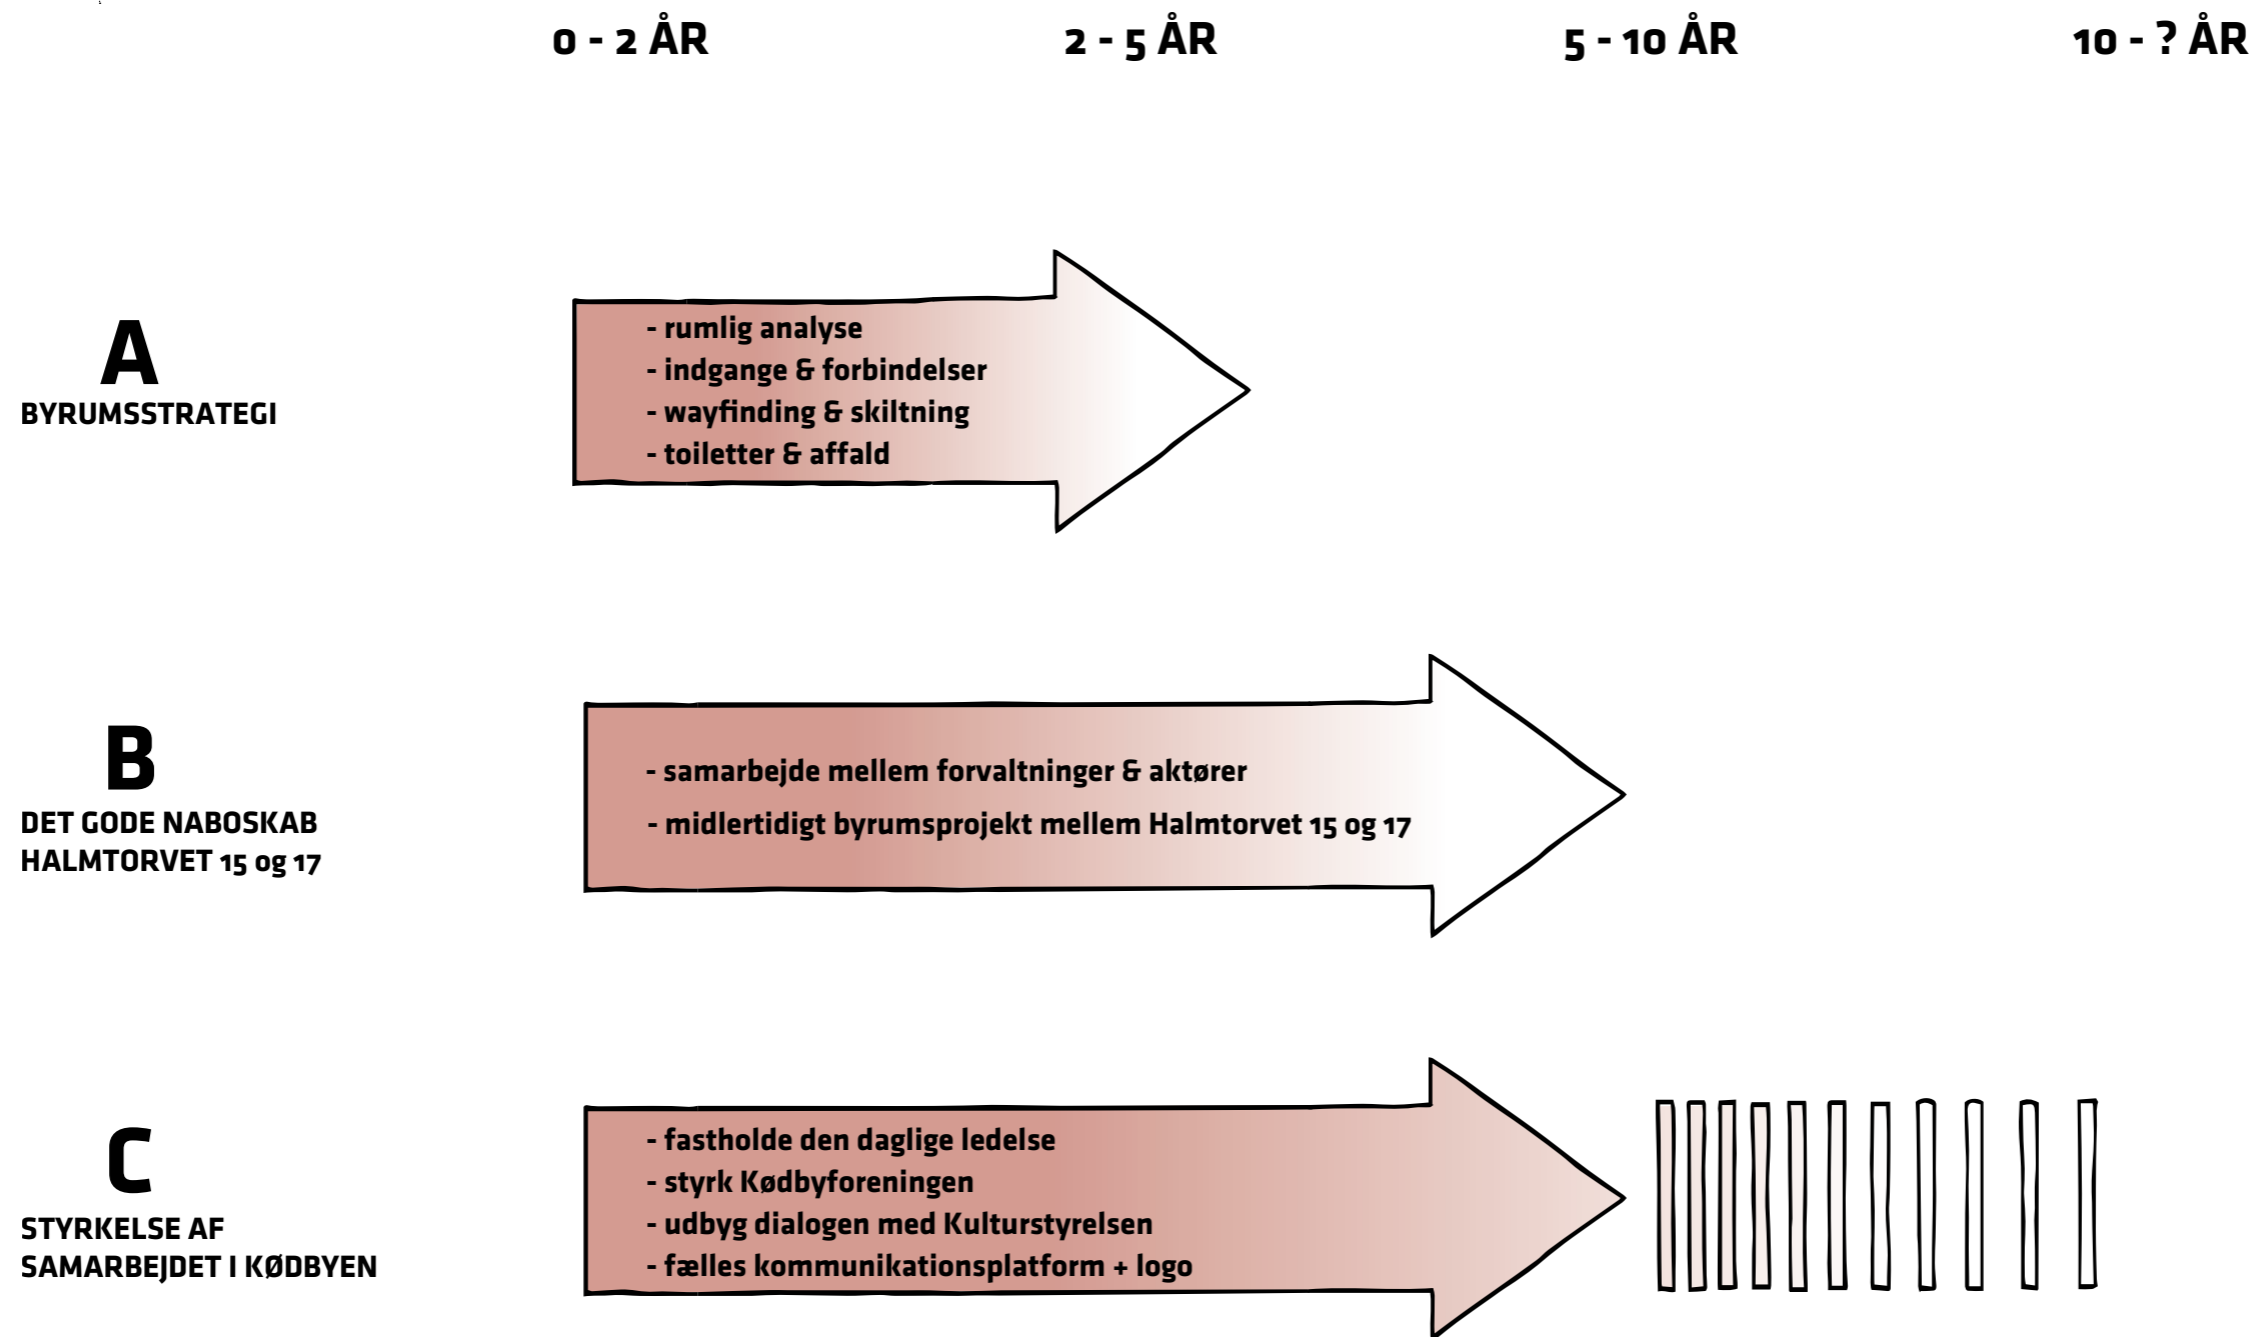 0 - 2 ÅR
2 - 5 ÅR
5 - 10 ÅR
10 - ? ÅR
A
BYRUMSSTRATEGI
- rumlig analyse
- indgange & forbindelser
- wayfinding & skiltning
- toiletter & affald
B
DET GODE NABOSKAB
HALMTORVET 15 og 17
- samarbejde mellem forvaltninger & aktører
- midlertidigt byrumsprojekt mellem Halmtorvet 15 og 17
C
STYRKELSE AF
SAMARBEJDET I KØDBYEN
- fastholde den daglige ledelse
- styrk Kødbyforeningen
- udbyg dialogen med Kulturstyrelsen
- fælles kommunikationsplatform + logo